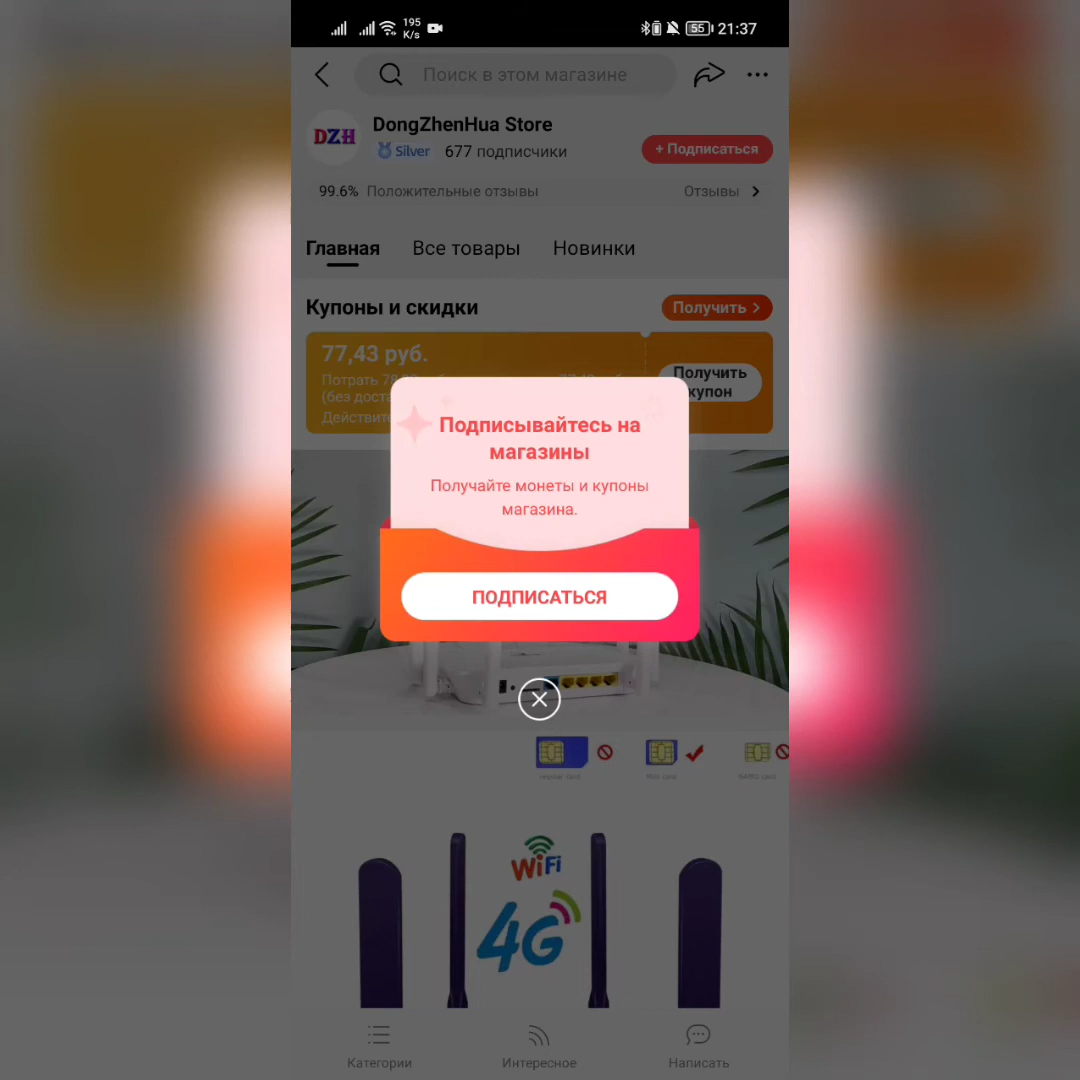 195
K/s
55
21:37
Поиск в этом магазине
DZH
DongZhenHua Store
Silver 677 подписчики
+ Подписаться
99.6% Положительные отзывы
Отзывы
Главная
Все товары
Новинки
Купоны и скидки
Получить
77,43 руб.
Получить
купон
Потрать
(без
Подписывайтесь на
магазины
Получайте монеты и купоны
магазина.
ПОДПИСАТЬСЯ
WiFi
4G
Категории
Интересное
Написать